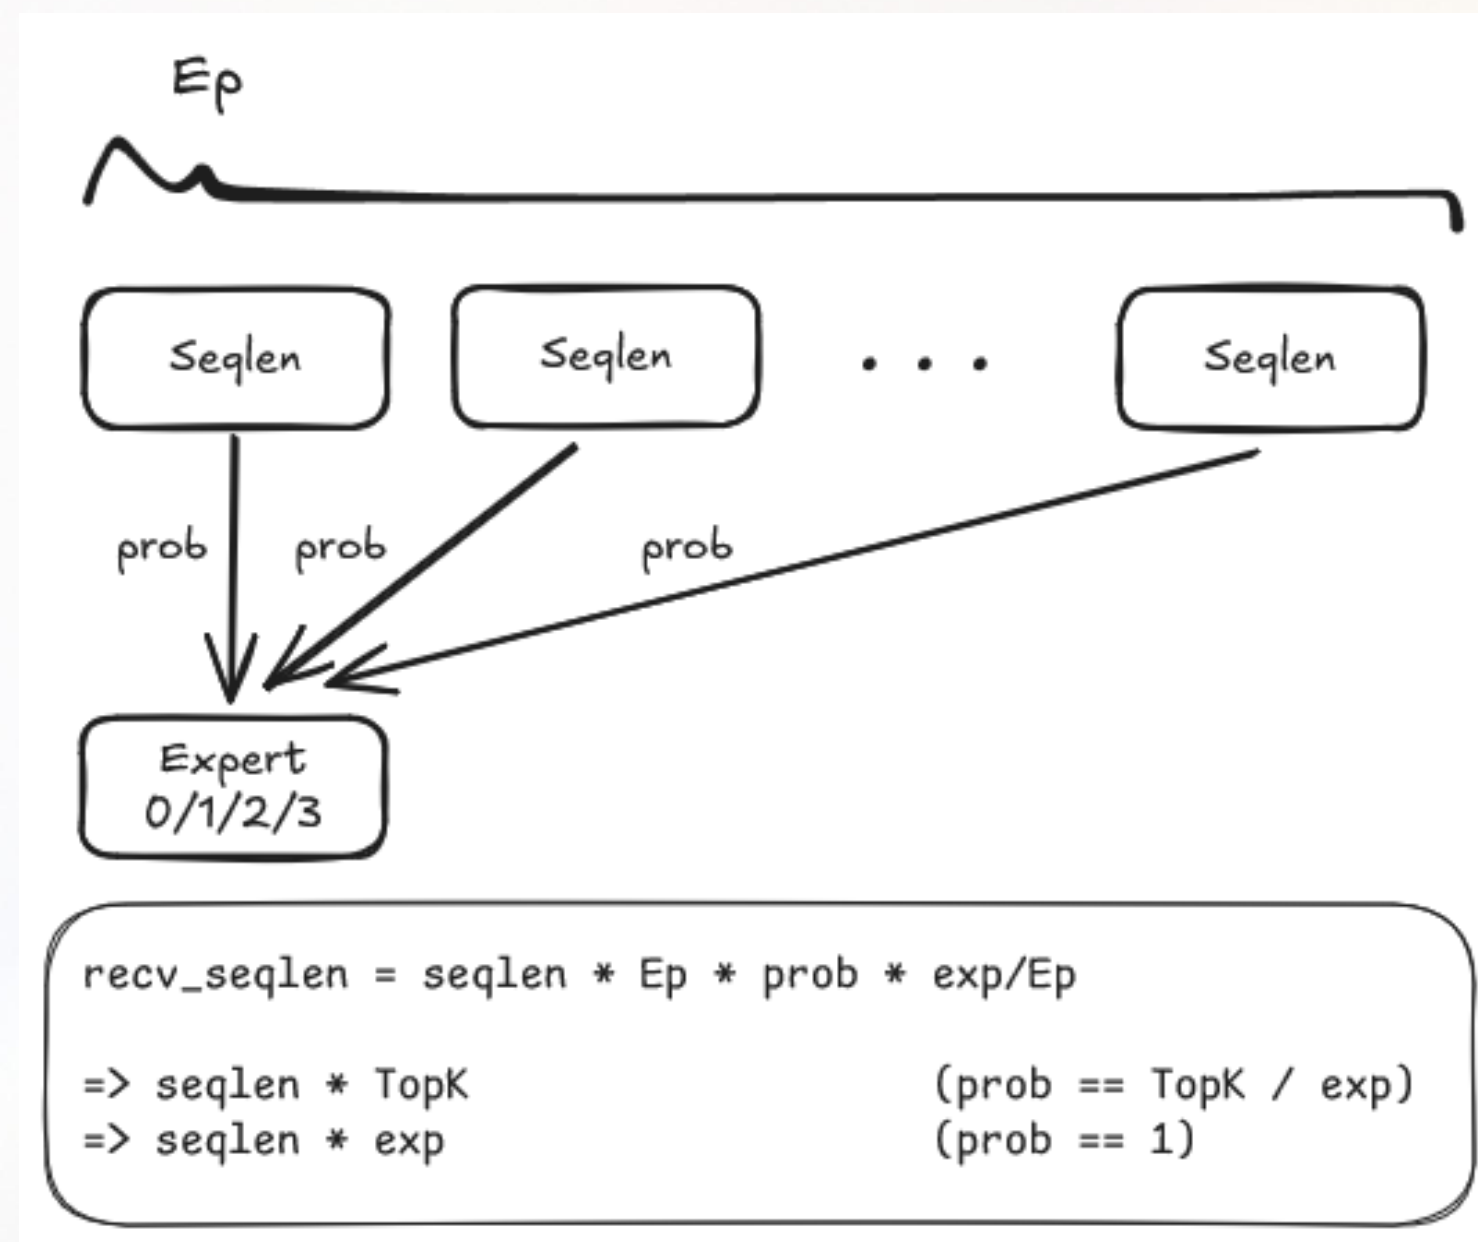 Ep
Seqlen
Seqlen
. . .
Seqlen
prob
prob
prob
Expert
0/1/2/3
recv_seqlen = seqlen * Ep * prob * exp/Ep
=> seqlen * TopK (prob == TopK / exp)
=> seqlen * exp (prob == 1)